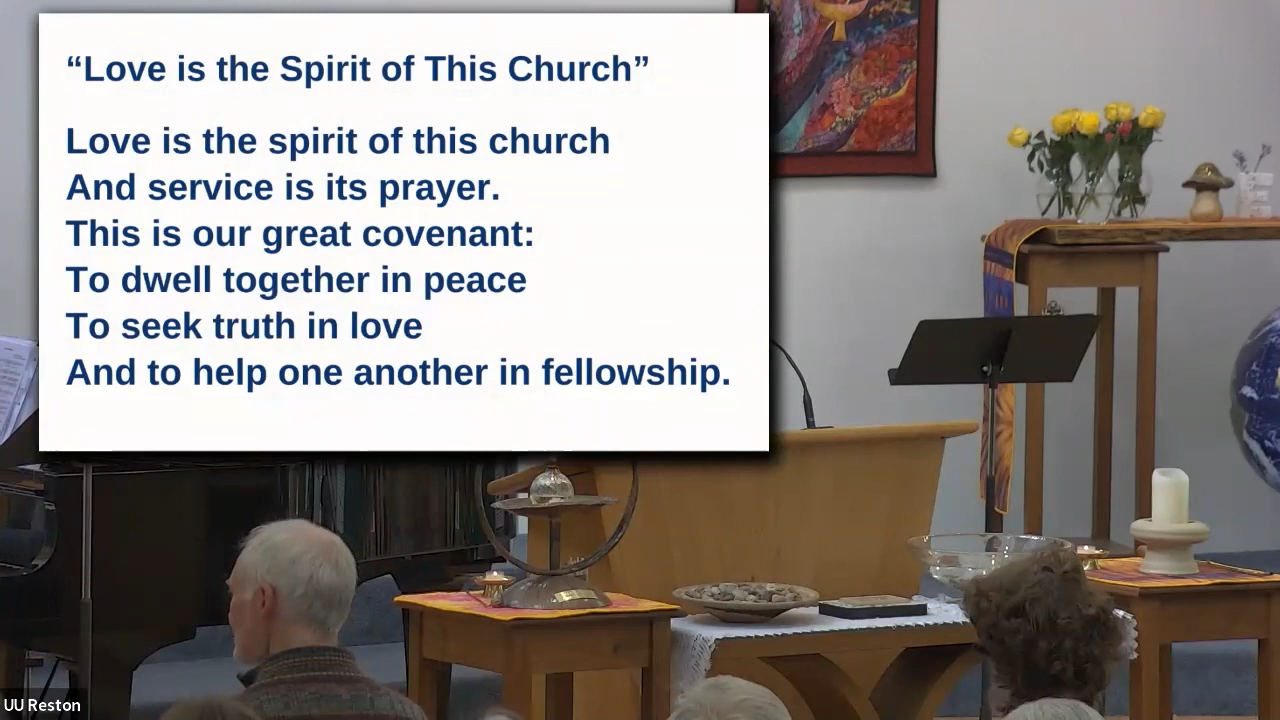 “Love is the Spirit of This Church”
Love is the spirit of this church
And service is its prayer.
This is our great covenant:
To dwell together in peace
To seek truth in love
And to help one another in fellowship.
UU Reston